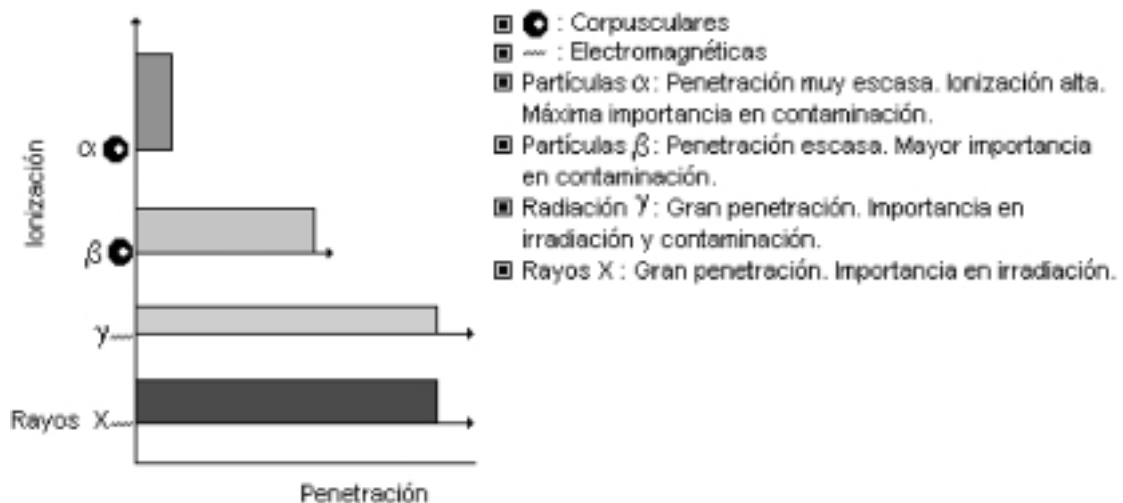 Ionización
α
β
γ
Rayos X
Penetración
: Corpusculares
: Electromagnéticas
Partículas α: Penetración muy escasa. Ionización alta.
Máxima importancia en contaminación.
Partículas β: Penetración escasa. Mayor importancia
en contaminación.
Radiación γ: Gran penetración. Importancia en
irradiación y contaminación.
Rayos X : Gran penetración. Importancia en irradiación.